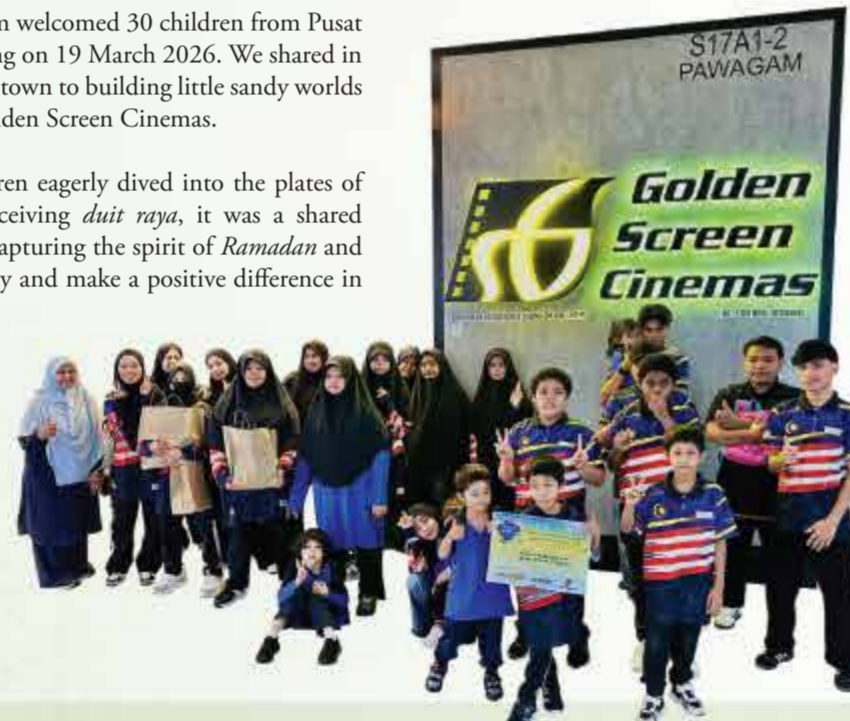 m welcomed 30 children from Pusat
ng on 19 March 2026. We shared in
town to building little sandy worlds
lden Screen Cinemas.
ren eagerly dived into the plates of
ceiving duit raya, it was a shared
apturing the spirit of Ramadan and
y and make a positive difference in
S17A1-2
PAWAGAM
Golden
Screen
Cinemas